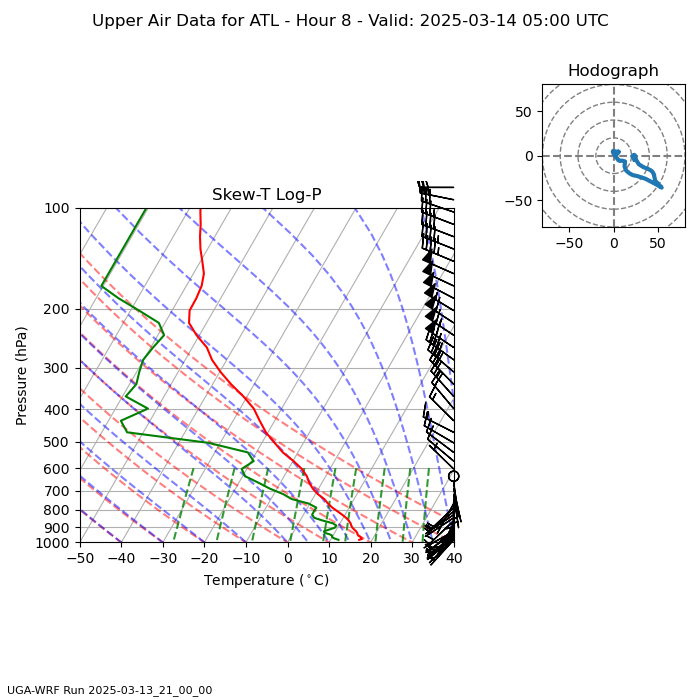 Upper Air Data for ATL - Hour 8 - Valid: 2025-03-14 05:00 UTC
Hodograph
50
0
−50
−50 0 50
Skew-T Log-P
100
200
300
400
500
600
700
800
900
1000
Pressure (hPa)
−50 −40 −30 −20 −10 0 10 20 30 40
Temperature (°C)
UGA-WRF Run 2025-03-13_21_00_00